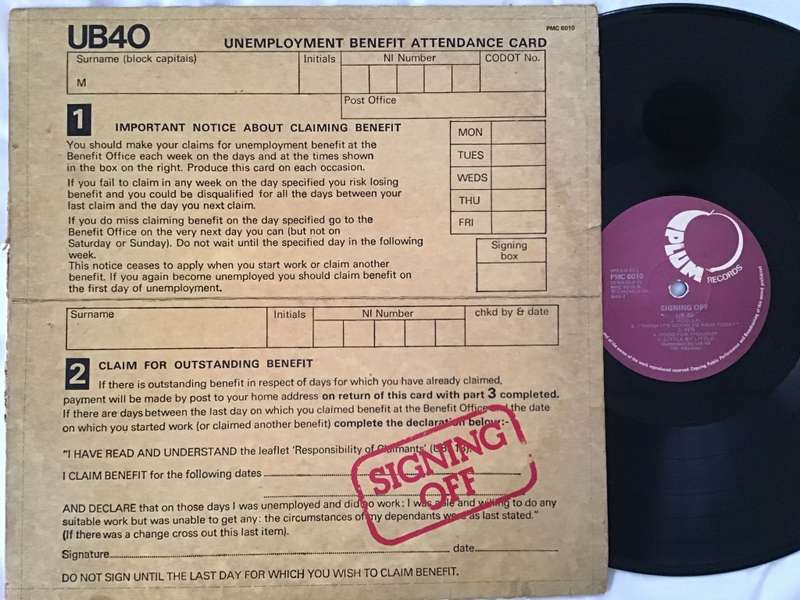 UB40
PMC 6010
UNEMPLOYMENT BENEFIT ATTENDANCE CARD
Surname (block capitals)
Initials
NI Number
CODOT No.
M
Post Office
1
IMPORTANT NOTICE ABOUT CLAIMING BENEFIT
You should make your claims for unemployment benefit at the
Benefit Office each week on the days and at the times shown
in the box on the right. Produce this card on each occasion.
If you fail to claim in any week on the day specified you risk losing
benefit and you could be disqualified for all the days between your
last claim and the day you next claim.
If you do miss claiming benefit on the day specified go to the
Benefit Office on the very next day you can (but not on
Saturday or Sunday). Do not wait until the specified day in the following
week.
This notice ceases to apply when you start work or claim another
benefit. If you again become unemployed you should claim benefit on
the first day of unemployment.
MON
TUES
WEDS
THU
FRI
Signing
box
Surname
Initials
NI Number
chkd by & date
2
CLAIM FOR OUTSTANDING BENEFIT
If there is outstanding benefit in respect of days for which you have already claimed,
payment will be made by post to your home address on return of this card with part 3 completed.
If there are days between the last day on which you claimed benefit at the Benefit Office and the date
on which you started work (or claimed another benefit) complete the declaration below:-
"I HAVE READ AND UNDERSTAND the leaflet 'Responsibility of Claimants'
I CLAIM BENEFIT for the following dates
AND DECLARE that on those days I was unemployed and did no work: I was able and willing to do any
suitable work but was unable to get any: the circumstances of my dependants were as last stated."
(If there was a change cross out this last item).
Signature
date
DO NOT SIGN UNTIL THE LAST DAY FOR WHICH YOU WISH TO CLAIM BENEFIT.
SIGNING
OFF
RECORDS
PMC 6010
SIGNING OFF
UB 40